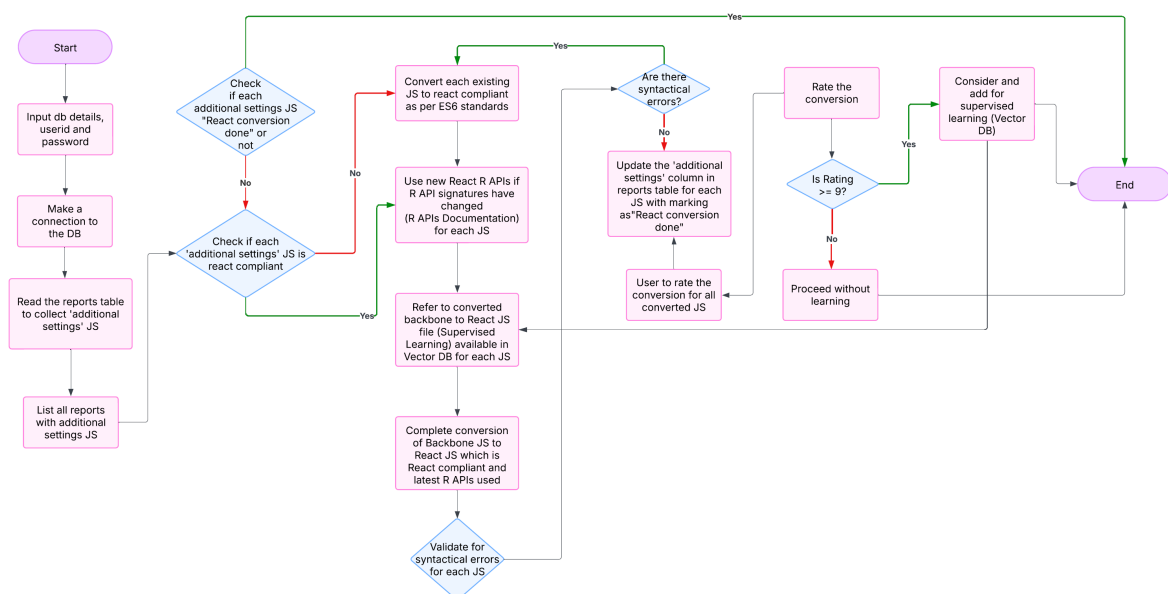 Start
Input db details,
userid and
password
Make a
connection to
the DB
Read the reports table
to collect 'additional
settings' JS
List all reports
with additional
settings JS
Yes
Check
if each
additional settings JS
"React conversion
done" or
not
No
Check if each
'additional settings' JS is
react compliant
No
Yes
Yes
Convert each existing
JS to react compliant
as per ES6 standards
Use new React R APIs if
R API signatures have
changed
(R APIs Documentation)
for each JS
Refer to converted
backbone to React JS
file (Supervised
Learning) available in
Vector DB for each JS
Complete conversion
of Backbone JS to
React JS which is
React compliant and
latest R APIs used
Validate for
syntactical errors
for each JS
Are there
syntactical
errors?
No
Update the 'additional
settings' column in
reports table for each
JS with marking
as"React conversion
done"
User to rate the
conversion for all
converted JS
Rate the
conversion
Is Rating
>= 9?
Yes
No
Proceed without
learning
Consider and
add for
supervised
learning (Vector
DB)
End